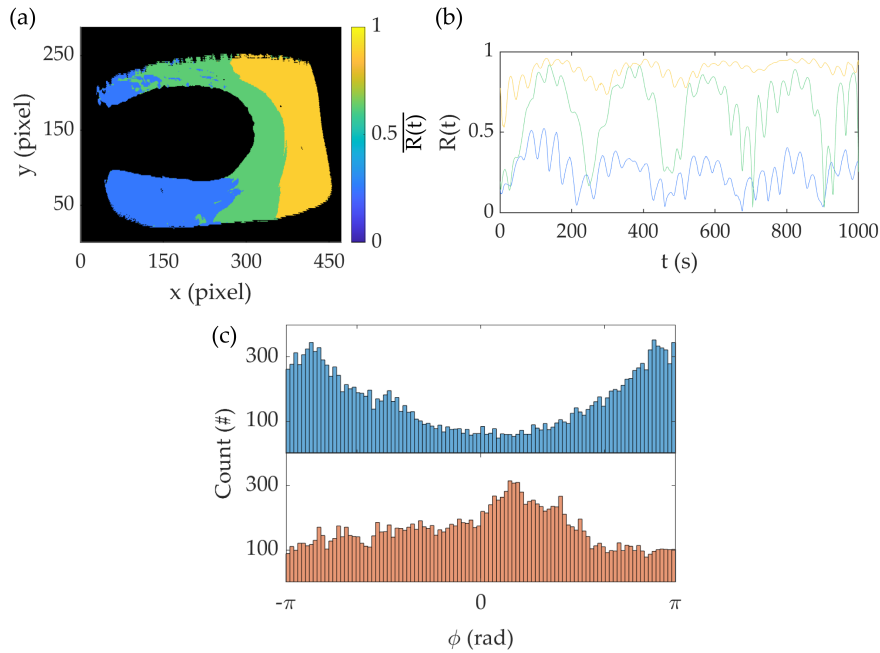 (a)
250
150
50
y (pixel)
0
150
300
450
x (pixel)
1
0.5
0
R(t)
(b)
1
0.5
0
R(t)
0
200
400
600
800
1000
t (s)
(c)
300
100
300
100
Count (#)
-π
0
π
ϕ (rad)